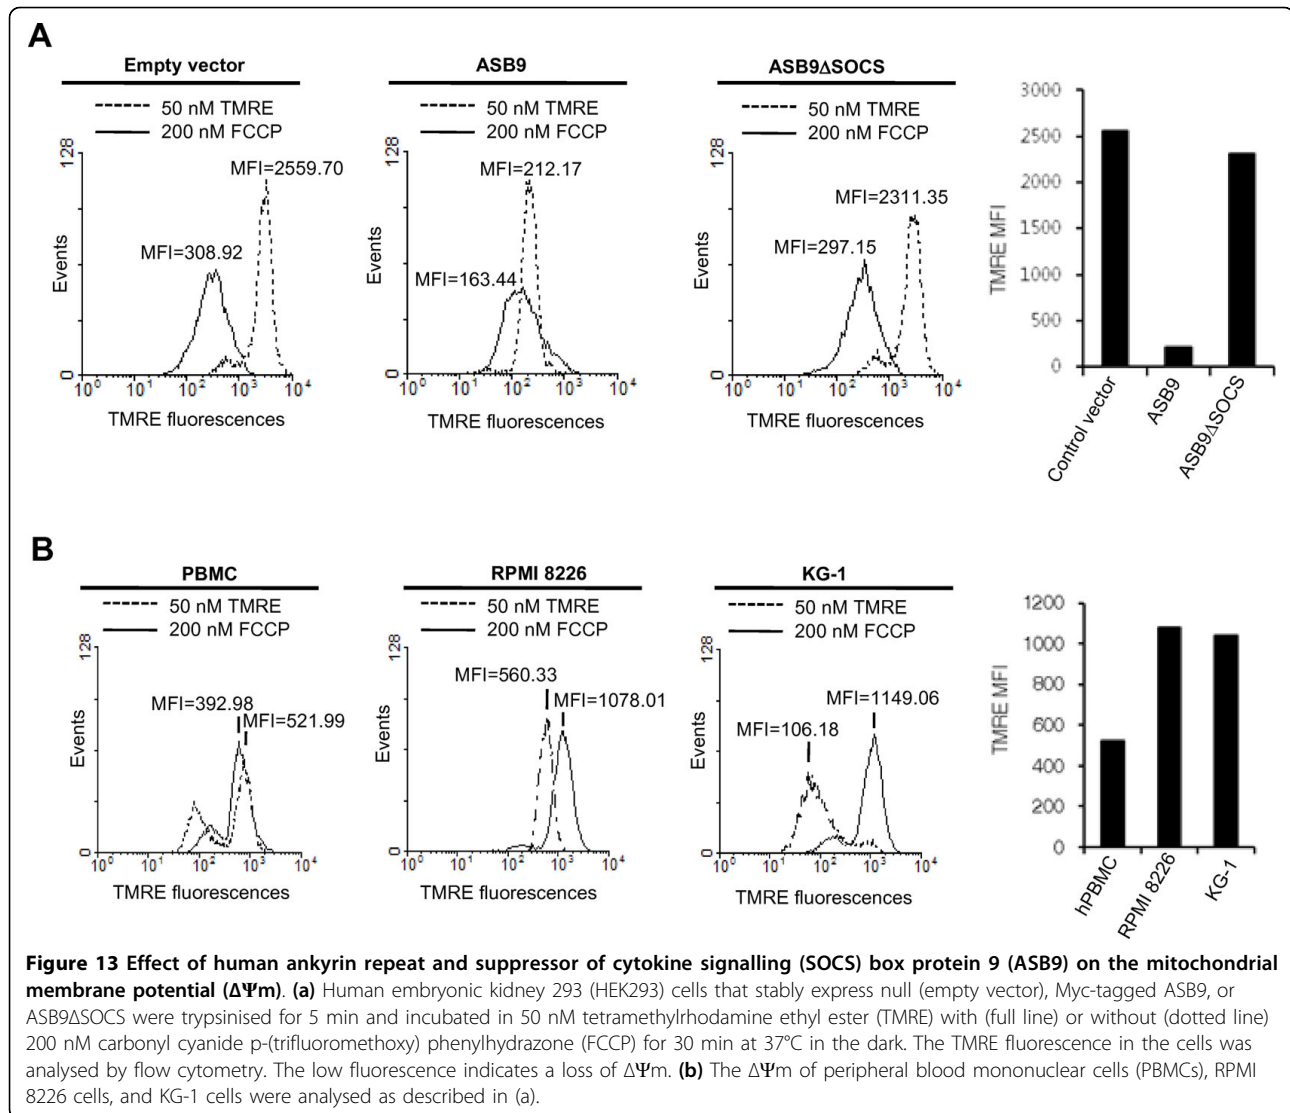 A
Empty vector
50 nM TMRE
200 nM FCCP
128
MFI=2559.70
MFI=308.92
Events
0
10⁰ 10¹ 10² 10³ 10⁴
TMRE fluorescences
ASB9
50 nM TMRE
200 nM FCCP
128
MFI=212.17
MFI=163.44
Events
0
10⁰ 10¹ 10² 10³ 10⁴
TMRE fluorescences
ASB9ΔSOCS
50 nM TMRE
200 nM FCCP
128
MFI=2311.35
MFI=297.15
Events
0
10⁰ 10¹ 10² 10³ 10⁴
TMRE fluorescences
3000
2500
2000
1500
1000
500
0
TMRE MFI
Control vector
ASB9
ASB9ΔSOCS
B
PBMC
50 nM TMRE
200 nM FCCP
128
MFI=392.98
MFI=521.99
Events
0
10⁰ 10¹ 10² 10³ 10⁴
TMRE fluorescences
RPMI 8226
50 nM TMRE
200 nM FCCP
128
MFI=560.33
MFI=1078.01
Events
0
10⁰ 10¹ 10² 10³ 10⁴
TMRE fluorescences
KG-1
50 nM TMRE
200 nM FCCP
128
MFI=1149.06
MFI=106.18
Events
0
10⁰ 10¹ 10² 10³ 10⁴
TMRE fluorescences
1200
1000
800
600
400
200
0
TMRE MFI
hPBMC
RPMI 8226
KG-1
Figure 13 Effect of human ankyrin repeat and suppressor of cytokine signalling (SOCS) box protein 9 (ASB9) on the mitochondrial
membrane potential (ΔΨm). (a) Human embryonic kidney 293 (HEK293) cells that stably express null (empty vector), Myc-tagged ASB9, or
ASB9ΔSOCS were trypsinised for 5 min and incubated in 50 nM tetramethylrhodamine ethyl ester (TMRE) with (full line) or without (dotted line)
200 nM carbonyl cyanide p-(trifluoromethoxy) phenylhydrazone (FCCP) for 30 min at 37°C in the dark. The TMRE fluorescence in the cells was
analysed by flow cytometry. The low fluorescence indicates a loss of ΔΨm. (b) The ΔΨm of peripheral blood mononuclear cells (PBMCs), RPMI
8226 cells, and KG-1 cells were analysed as described in (a).